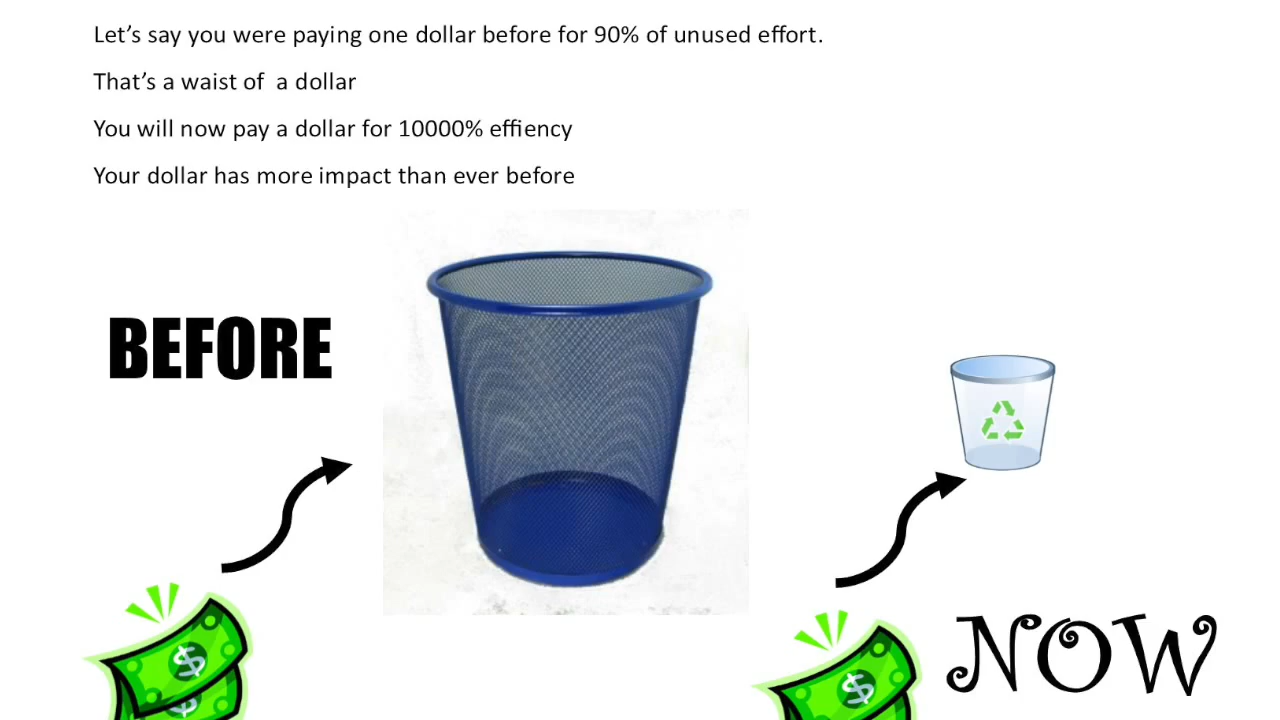 Let’s say you were paying one dollar before for 90% of unused effort.
That’s a waist of  a dollar
You will now pay a dollar for 10000% effiency
Your dollar has more impact than ever before
BEFORE
$
$
$
NOW